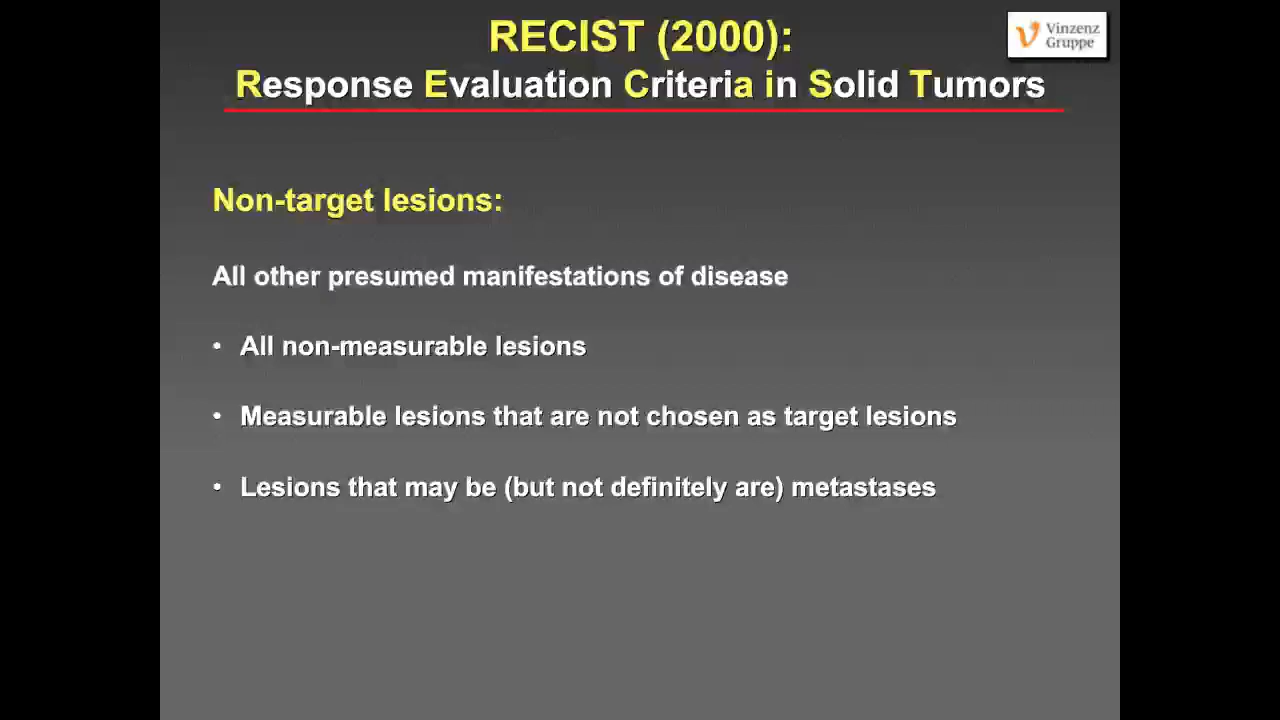 RECIST (2000):
Vinzenz
Gruppe
Response Evaluation Criteria in Solid Tumors
Non-target lesions:
All other presumed manifestations of disease
• All non-measurable lesions
• Measurable lesions that are not chosen as target lesions
• Lesions that may be (but not definitely are) metastases